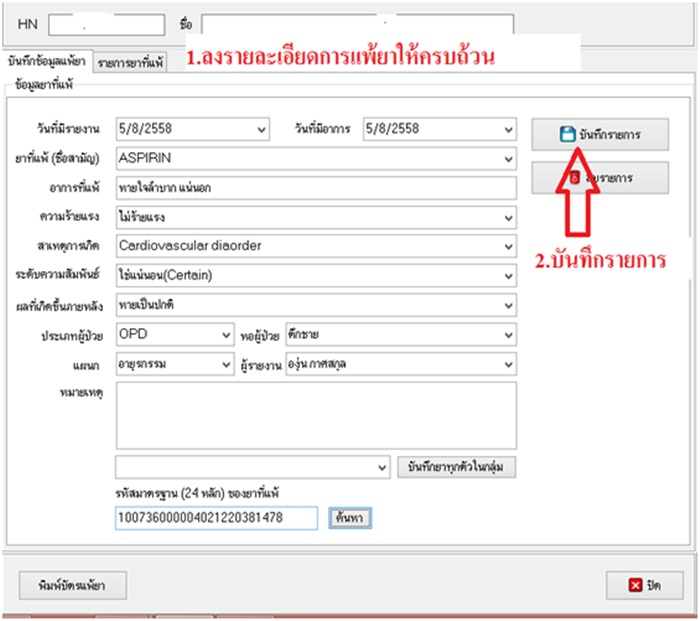 HN ชื่อ
1.ลงรายละเอียดการแพ้ยาให้ครบถ้วน
บันทึกข้อมูลแพ้ยา รายการยาที่แพ้
ข้อมูลยาที่แพ้
วันที่มีรายงาน 5/8/2558 วันที่มีอาการ 5/8/2558 บันทึกรายการ
ยาที่แพ้ (ชื่อสามัญ) ASPIRIN
อาการที่แพ้ หายใจลำบาก แน่นอก ลบรายการ
ความร้ายแรง ไม่ร้ายแรง
สาเหตุการเกิด Cardiovascular diaorder
2.บันทึกรายการ
ระดับความสัมพันธ์ ใช่แน่นอน(Certain)
ผลที่เกิดขึ้นภายหลัง หายเป็นปกติ
ประเภทผู้ป่วย OPD หอผู้ป่วย ตึกชาย
แผนก อายุรกรรม ผู้รายงาน องุ่น กาศสกุล
หมายเหตุ
บันทึกยาทุกตัวในกลุ่ม
รหัสมาตรฐาน (24 หลัก) ของยาที่แพ้
100736000004021220381478 ค้นหา
พิมพ์บัตรแพ้ยา ปิด